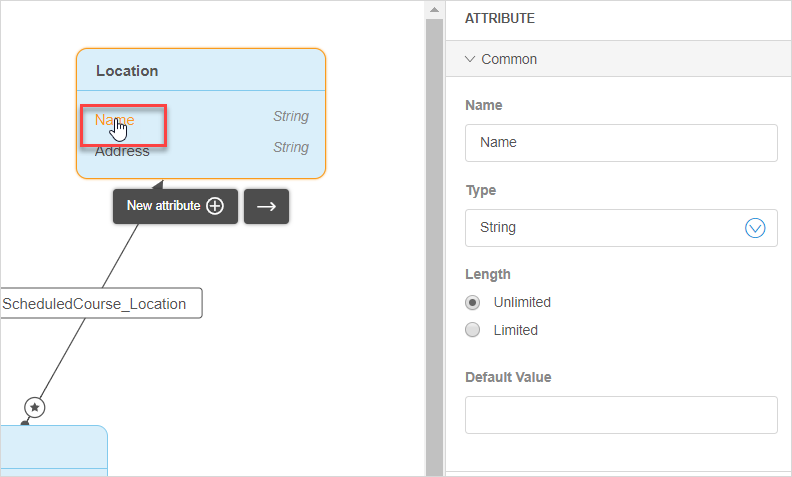 Location
Name String
Address String
New attribute
ScheduledCourse_Location
ATTRIBUTE
Common
Name
Name
Type
String
Length
Unlimited
Limited
Default Value